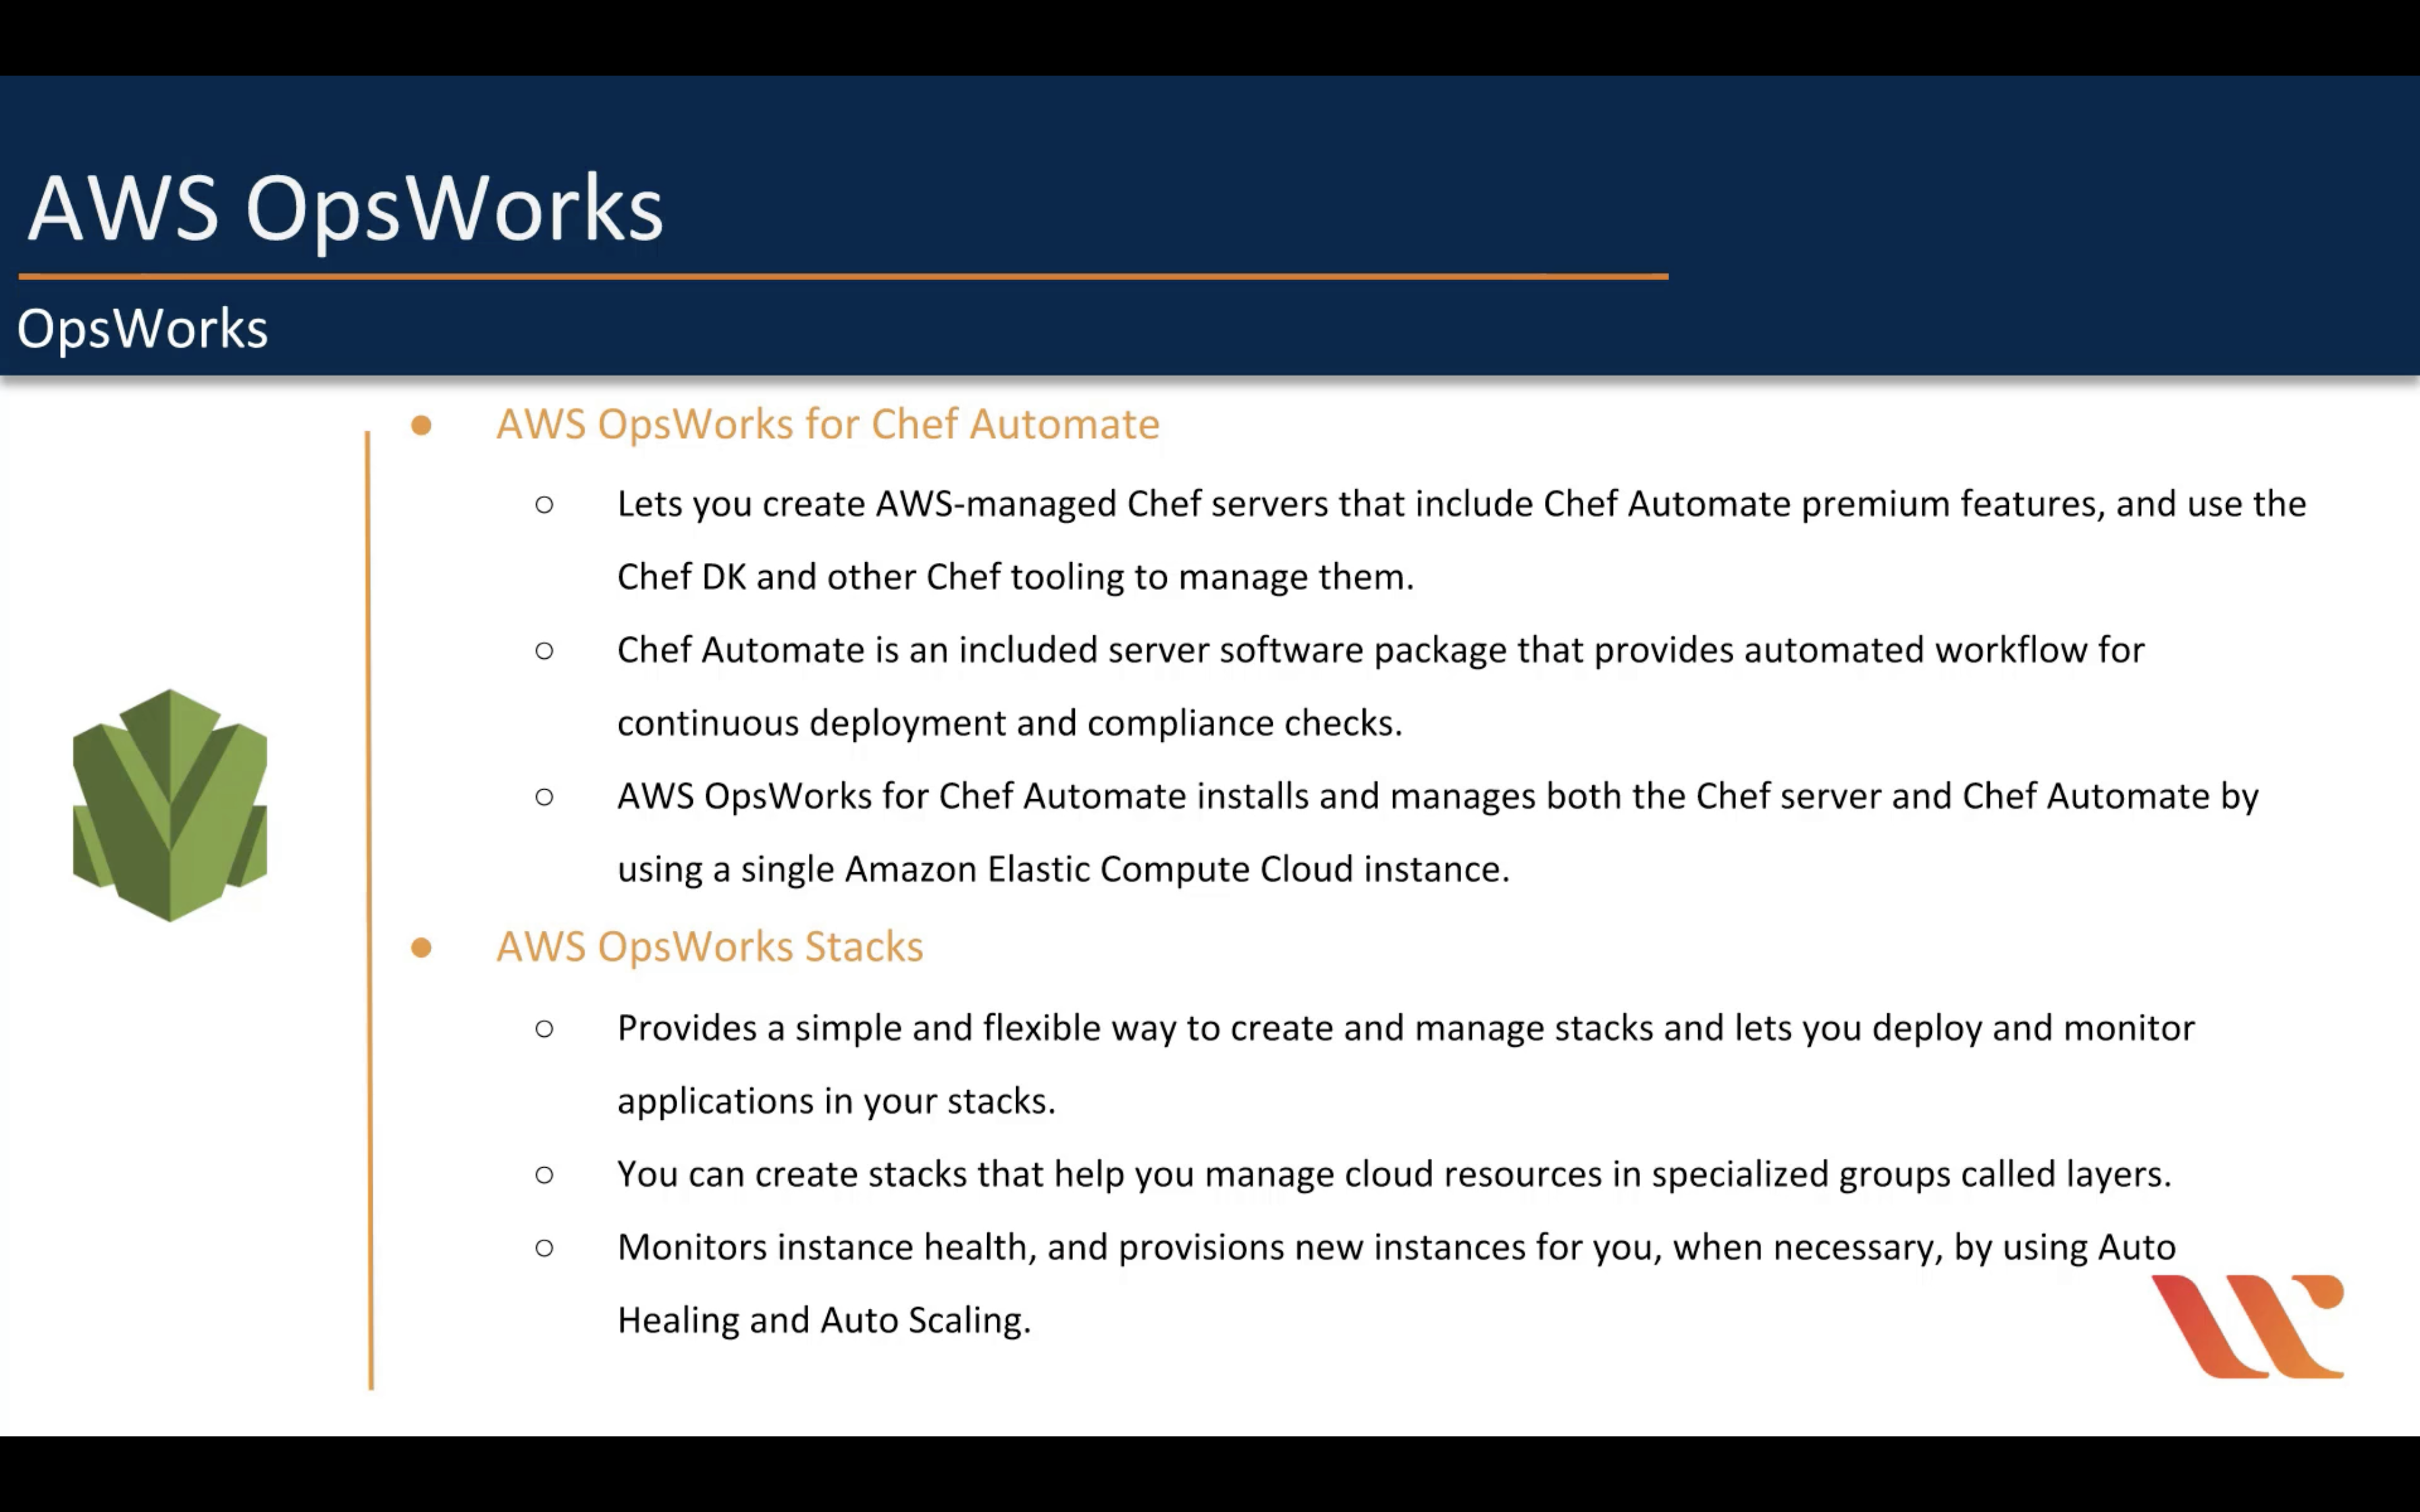 AWS OpsWorks
OpsWorks
● AWS OpsWorks for Chef Automate
○ Lets you create AWS-managed Chef servers that include Chef Automate premium features, and use the
Chef DK and other Chef tooling to manage them.
○ Chef Automate is an included server software package that provides automated workflow for
continuous deployment and compliance checks.
○ AWS OpsWorks for Chef Automate installs and manages both the Chef server and Chef Automate by
using a single Amazon Elastic Compute Cloud instance.
● AWS OpsWorks Stacks
○ Provides a simple and flexible way to create and manage stacks and lets you deploy and monitor
applications in your stacks.
○ You can create stacks that help you manage cloud resources in specialized groups called layers.
○ Monitors instance health, and provisions new instances for you, when necessary, by using Auto
Healing and Auto Scaling.